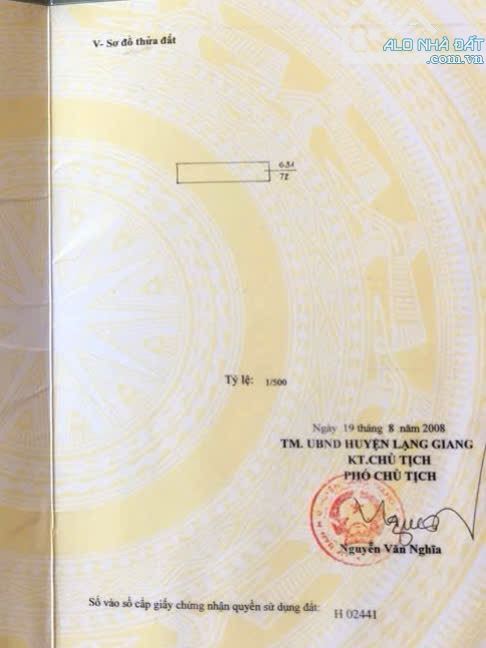 V- Sơ đồ thửa đất
ALO NHÀ ĐẤT
.com.vn
72
Tỷ lệ: 1/500
Ngày 19 tháng 8 năm 2008
TM. UBND HUYỆN LẠNG GIANG
KT.CHỦ TỊCH
PHÓ CHỦ TỊCH
Nguyễn Văn Nghĩa
Số vào sổ cấp giấy chứng nhận quyền sử dụng đất: H 02441